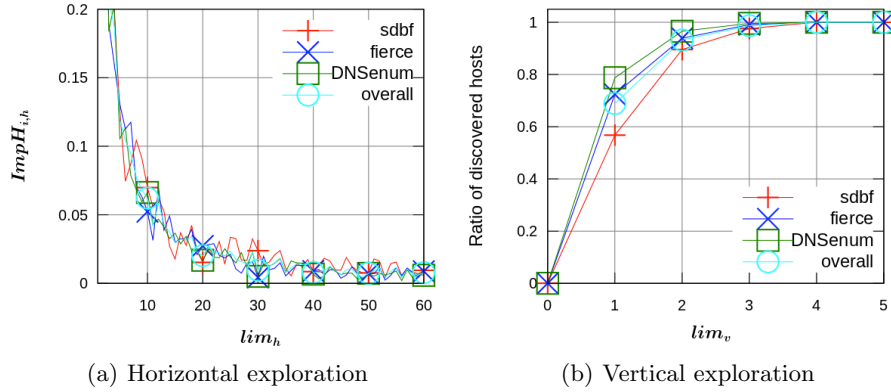 0.2
0.15
0.1
0.05
0
ImpH_{i,h}
sdbf
fierce
DNSenum
overall
10 20 30 40 50 60
lim_h
(a) Horizontal exploration
1
0.8
0.6
0.4
0.2
0
Ratio of discovered hosts
sdbf
fierce
DNSenum
overall
0 1 2 3 4 5
lim_v
(b) Vertical exploration